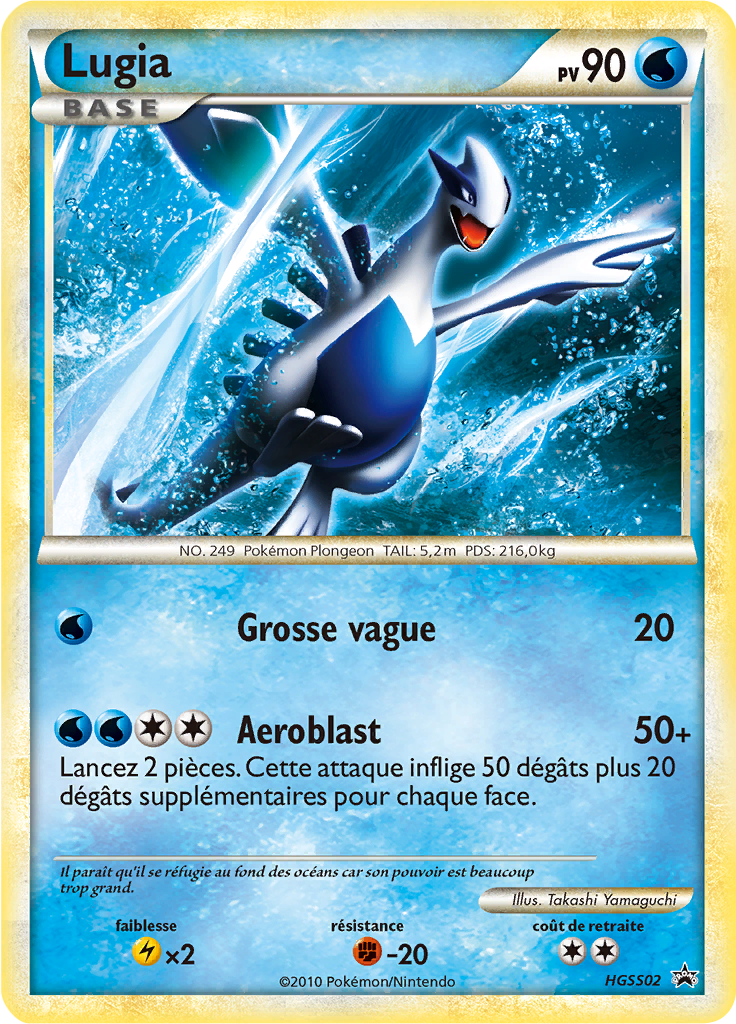 Lugia
PV 90
BASE
NO. 249 Pokémon Plongeon TAIL: 5,2m PDS: 216,0kg
Grosse vague 20
Aeroblast 50+
Lancez 2 pièces. Cette attaque inflige 50 dégâts plus 20
dégâts supplémentaires pour chaque face.
Il paraît qu'il se réfugie au fond des océans car son pouvoir est beaucoup
trop grand.
Illus. Takashi Yamaguchi
faiblesse résistance coût de retraite
×2 -20
©2010 Pokémon/Nintendo HGSS02 PROMO